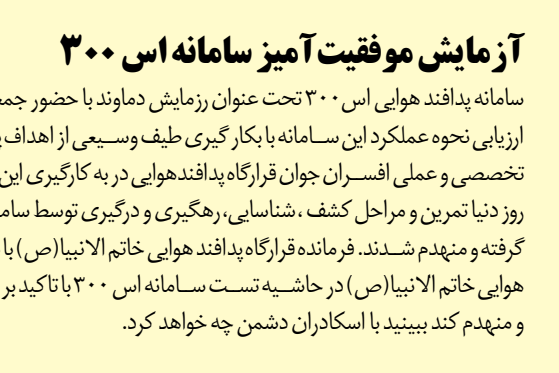 آزمایش موفقیت‌آمیز سامانه اس ۳۰۰
سامانه پدافند هوایی اس ۳۰۰ تحت عنوان رزمایش دماوند با حضور جمع
ارزیابی نحوه عملکرد این سامانه با بکارگیری طیف وسیعی از اهداف
تخصصی و عملی افسران جوان قرارگاه پدافندهوایی در به کارگیری این
روز دنیا تمرین و مراحل کشف ، شناسایی، رهگیری و درگیری توسط سام
گرفته و منهدم شدند. فرمانده قرارگاه پدافند هوایی خاتم الانبیا(ص) با
هوایی خاتم الانبیا(ص) در حاشیه تست سامانه اس ۳۰۰ با تاکید بر
و منهدم کند ببینید با اسکادران دشمن چه خواهد کرد.